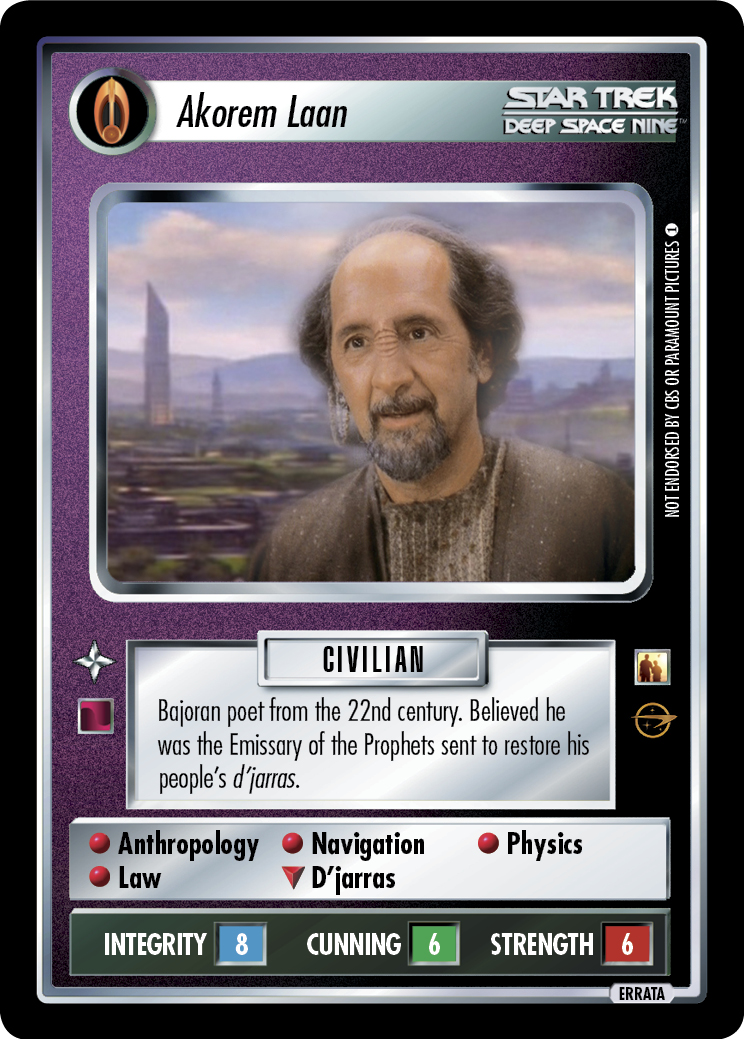 Akorem Laan
STAR TREK
DEEP SPACE NINE™
NOT ENDORSED BY CBS OR PARAMOUNT PICTURES
CIVILIAN
Bajoran poet from the 22nd century. Believed he
was the Emissary of the Prophets sent to restore his
people's d'jarras.
Anthropology Navigation Physics
Law D'jarras
INTEGRITY 8 CUNNING 6 STRENGTH 6
ERRATA